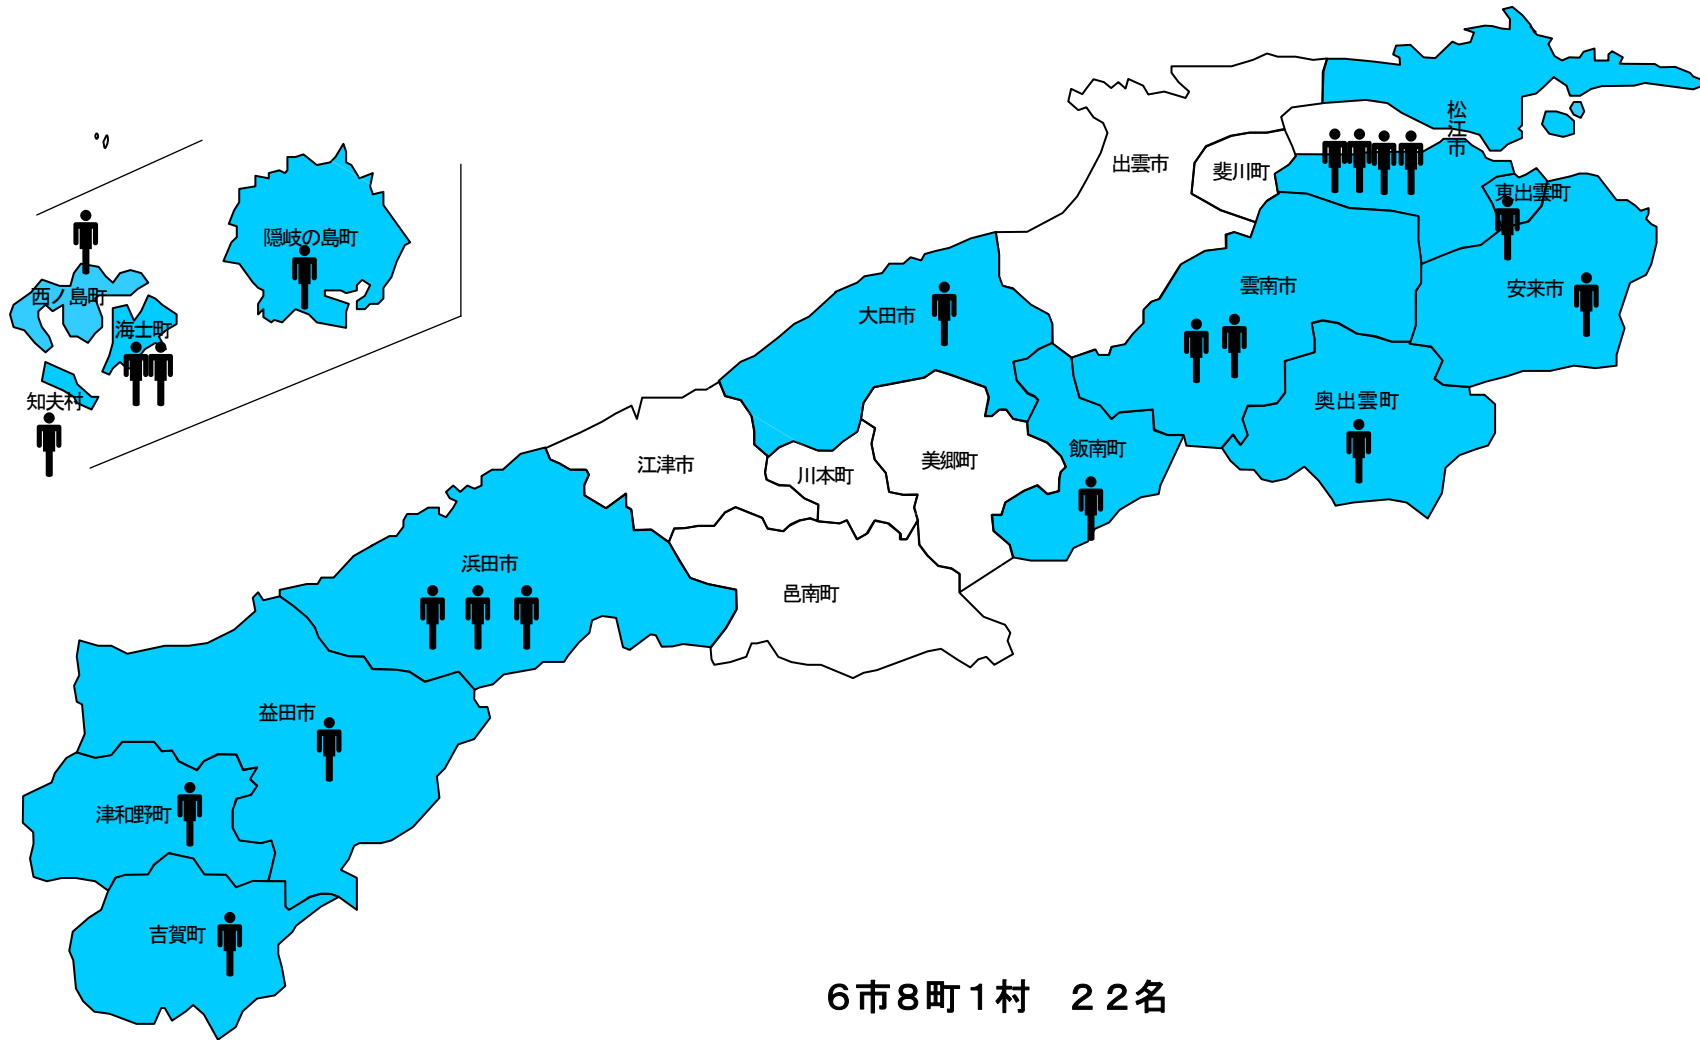 松江市
出雲市
斐川町
東出雲町
隠岐の島町
西ノ島町
海士町
知夫村
大田市
雲南市
安来市
奥出雲町
飯南町
美郷町
川本町
江津市
浜田市
邑南町
益田市
津和野町
吉賀町
6市8町1村　22名